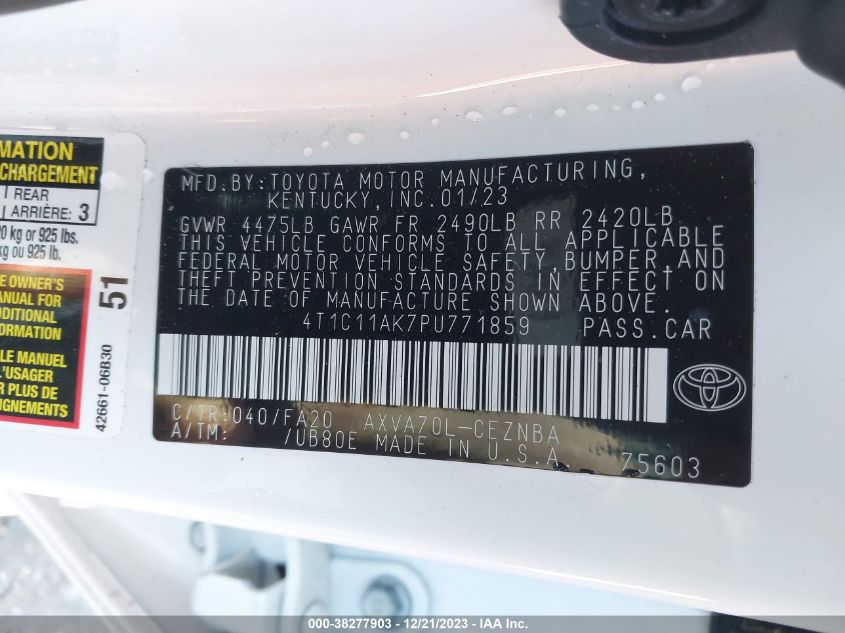 MATION
CHARGEMENT
REAR
ARRIÈRE: 3
kg or 925 lbs.
kg ou 925 lb.
OWNER'S
MANUAL FOR
INFORMATION
LE MANUEL
L'USAGER
PLUS DE
51
42661-06B30
MFD.BY:TOYOTA MOTOR MANUFACTURING,
KENTUCKY,INC.01/23
GVWR 4475LB GAWR FR 2490LB RR 2420LB
THIS VEHICLE CONFORMS TO ALL APPLICABLE
FEDERAL MOTOR VEHICLE SAFETY,BUMPER,AND
THEFT PREVENTION STANDARDS IN EFFECT ON
THE DATE OF MANUFACTURE SHOWN ABOVE.
4T1C11AK7PU771859 PASS.CAR
C/TR:040/FA20 AXVA70L-CEZNBA
A/TM: /UB80E MADE IN U.S.A. 75603
TOYOTA
000-38277903 - 12/21/2023 - IAA Inc.